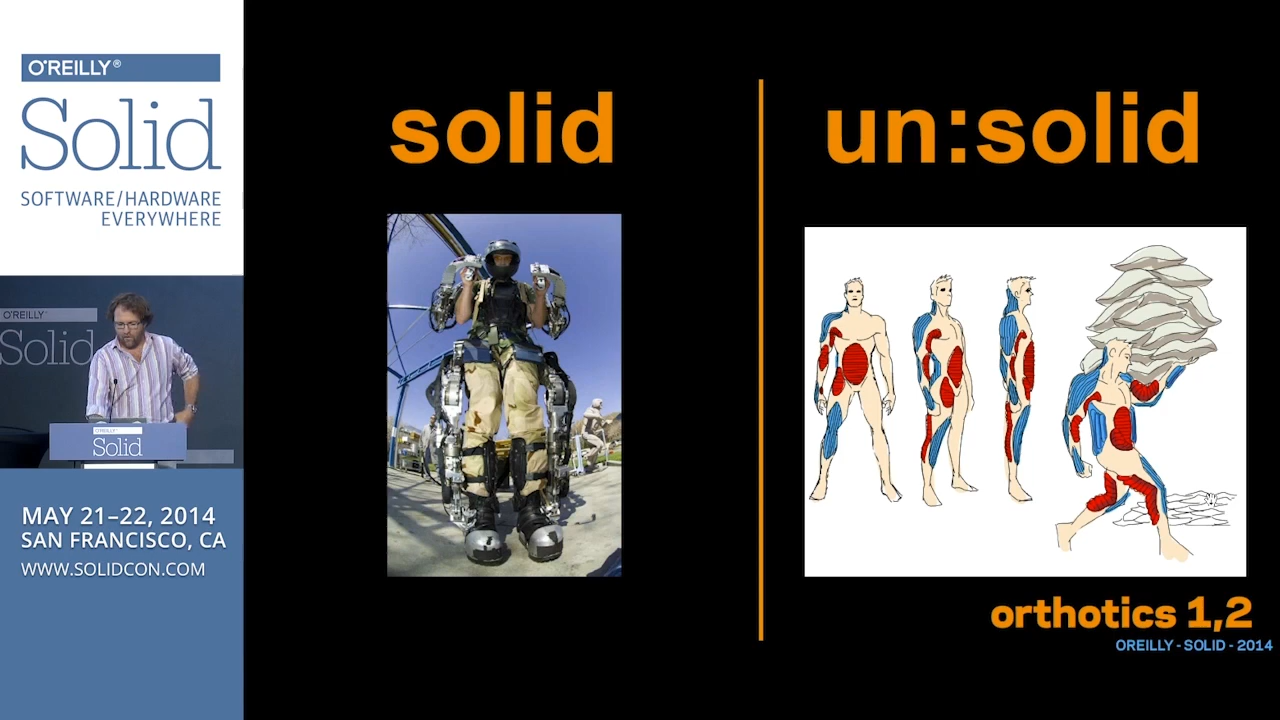 O'REILLY®
Solid
SOFTWARE/HARDWARE
EVERYWHERE
O'REILLY
Solid
O'REILLY
Solid
MAY 21–22, 2014
SAN FRANCISCO, CA
WWW.SOLIDCON.COM
solid
un:solid
orthotics 1,2
OREILLY - SOLID - 2014